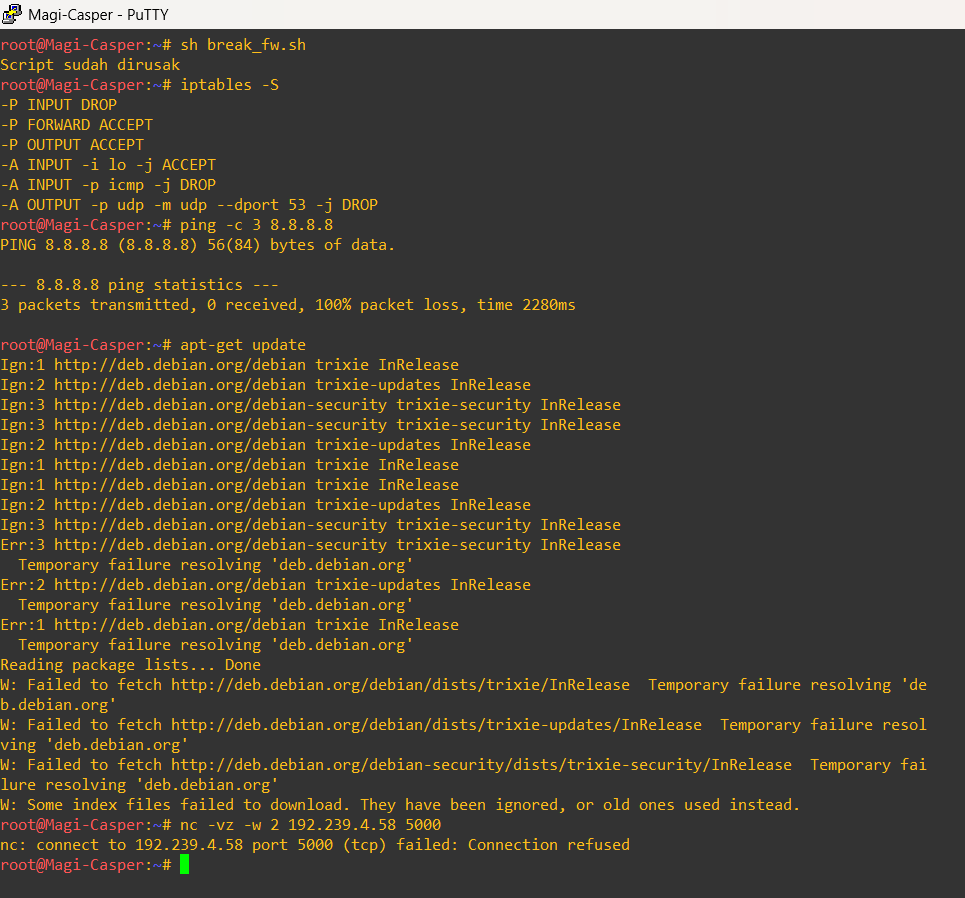 Magi-Casper - PuTTY
root@Magi-Casper:~# sh break_fw.sh
Script sudah dirusak
root@Magi-Casper:~# iptables -S
-P INPUT DROP
-P FORWARD ACCEPT
-P OUTPUT ACCEPT
-A INPUT -i lo -j ACCEPT
-A INPUT -p icmp -j DROP
-A OUTPUT -p udp -m udp --dport 53 -j DROP
root@Magi-Casper:~# ping -c 3 8.8.8.8
PING 8.8.8.8 (8.8.8.8) 56(84) bytes of data.
--- 8.8.8.8 ping statistics ---
3 packets transmitted, 0 received, 100% packet loss, time 2280ms
root@Magi-Casper:~# apt-get update
Ign:1 http://deb.debian.org/debian trixie InRelease
Ign:2 http://deb.debian.org/debian trixie-updates InRelease
Ign:3 http://deb.debian.org/debian-security trixie-security InRelease
Ign:3 http://deb.debian.org/debian-security trixie-security InRelease
Ign:2 http://deb.debian.org/debian trixie-updates InRelease
Ign:1 http://deb.debian.org/debian trixie InRelease
Ign:1 http://deb.debian.org/debian trixie InRelease
Ign:2 http://deb.debian.org/debian trixie-updates InRelease
Ign:3 http://deb.debian.org/debian-security trixie-security InRelease
Err:3 http://deb.debian.org/debian-security trixie-security InRelease
  Temporary failure resolving 'deb.debian.org'
Err:2 http://deb.debian.org/debian trixie-updates InRelease
  Temporary failure resolving 'deb.debian.org'
Err:1 http://deb.debian.org/debian trixie InRelease
  Temporary failure resolving 'deb.debian.org'
Reading package lists... Done
W: Failed to fetch http://deb.debian.org/debian/dists/trixie/InRelease  Temporary failure resolving 'de
b.debian.org'
W: Failed to fetch http://deb.debian.org/debian/dists/trixie-updates/InRelease  Temporary failure resol
ving 'deb.debian.org'
W: Failed to fetch http://deb.debian.org/debian-security/dists/trixie-security/InRelease  Temporary fai
lure resolving 'deb.debian.org'
W: Some index files failed to download. They have been ignored, or old ones used instead.
root@Magi-Casper:~# nc -vz -w 2 192.239.4.58 5000
nc: connect to 192.239.4.58 port 5000 (tcp) failed: Connection refused
root@Magi-Casper:~#